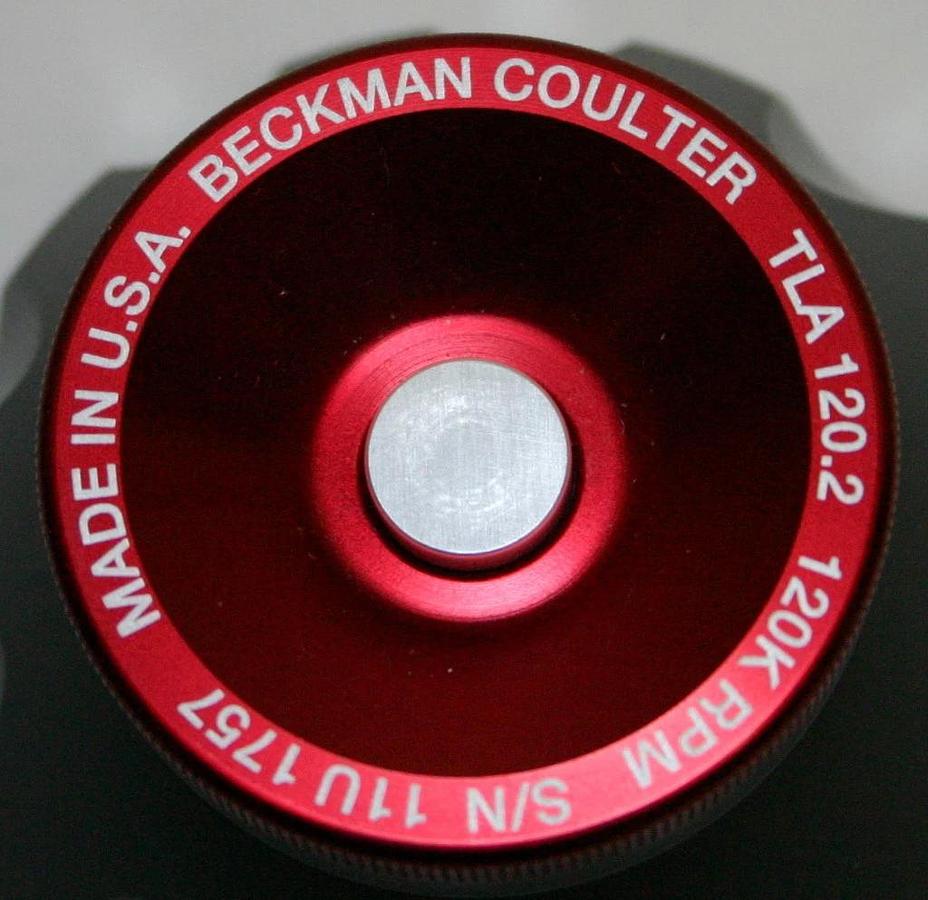 BECKMAN COULTER TLA 120.2 120K RPM S/N 11U 1757 MADE IN U.S.A.